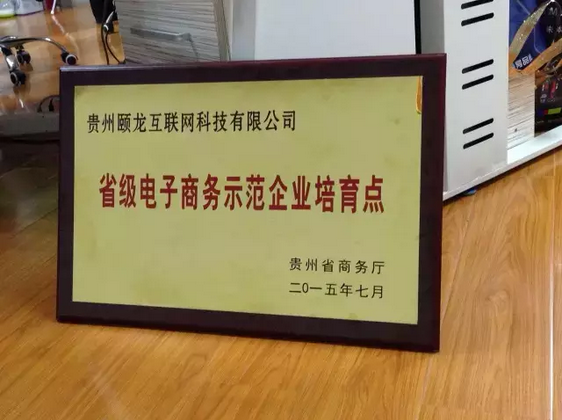 贵州颐龙互联网科技有限公司
省级电子商务示范企业培育点
贵州省商务厅
二〇一五年七月